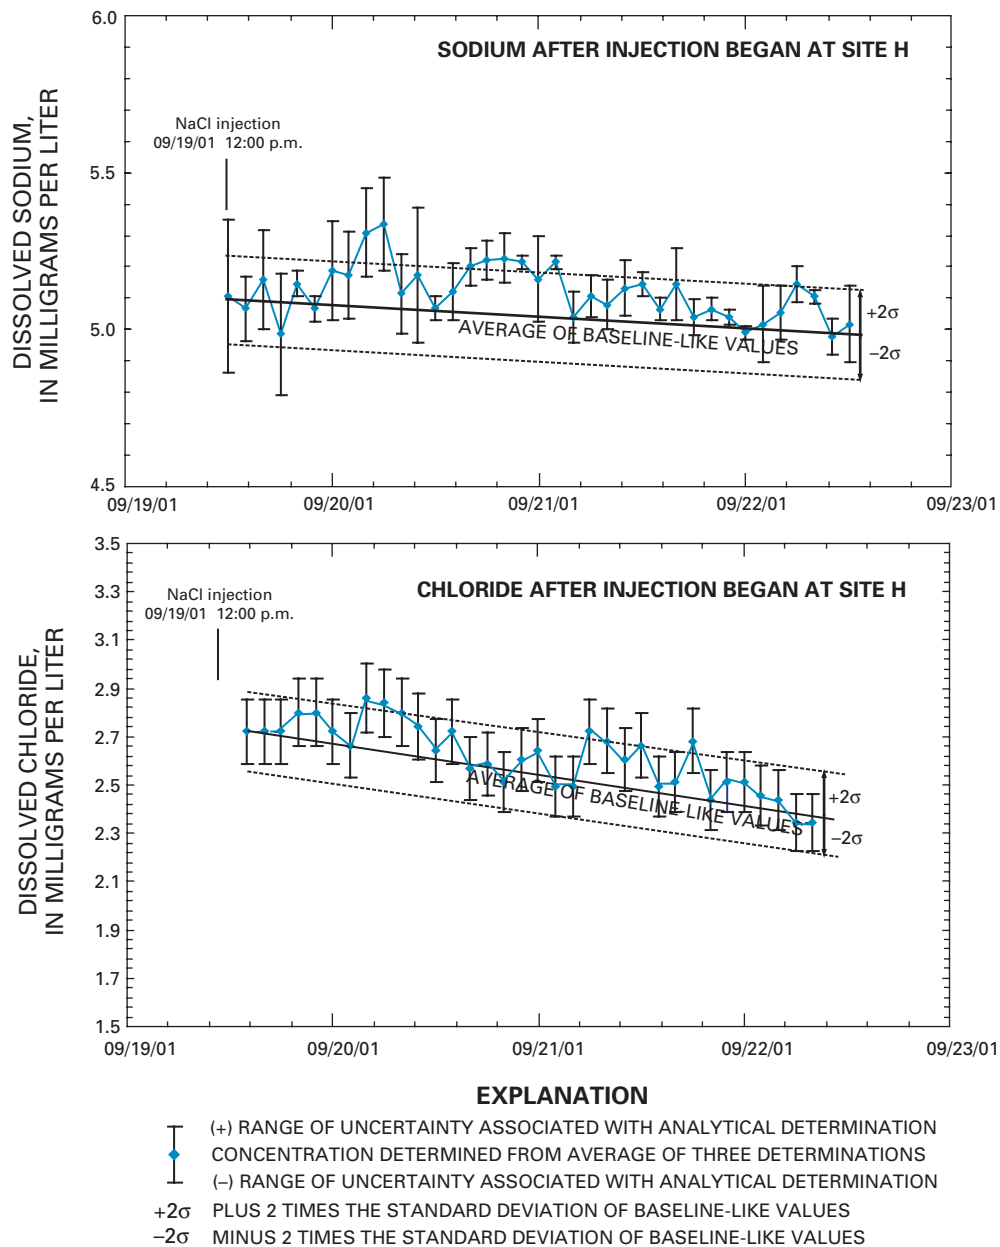 SODIUM AFTER INJECTION BEGAN AT SITE H
DISSOLVED SODIUM,
IN MILLIGRAMS PER LITER
6.0
5.5
5.0
4.5
NaCl injection
09/19/01 12:00 p.m.
AVERAGE OF BASELINE-LIKE VALUES
+2σ
−2σ
09/19/01 09/20/01 09/21/01 09/22/01 09/23/01
CHLORIDE AFTER INJECTION BEGAN AT SITE H
DISSOLVED CHLORIDE,
IN MILLIGRAMS PER LITER
3.5
3.3
3.1
2.9
2.7
2.5
2.3
2.1
1.9
1.7
1.5
NaCl injection
09/19/01 12:00 p.m.
AVERAGE OF BASELINE-LIKE VALUES
+2σ
−2σ
09/19/01 09/20/01 09/21/01 09/22/01 09/23/01
EXPLANATION
(+) RANGE OF UNCERTAINTY ASSOCIATED WITH ANALYTICAL DETERMINATION
CONCENTRATION DETERMINED FROM AVERAGE OF THREE DETERMINATIONS
(−) RANGE OF UNCERTAINTY ASSOCIATED WITH ANALYTICAL DETERMINATION
+2σ PLUS 2 TIMES THE STANDARD DEVIATION OF BASELINE-LIKE VALUES
−2σ MINUS 2 TIMES THE STANDARD DEVIATION OF BASELINE-LIKE VALUES